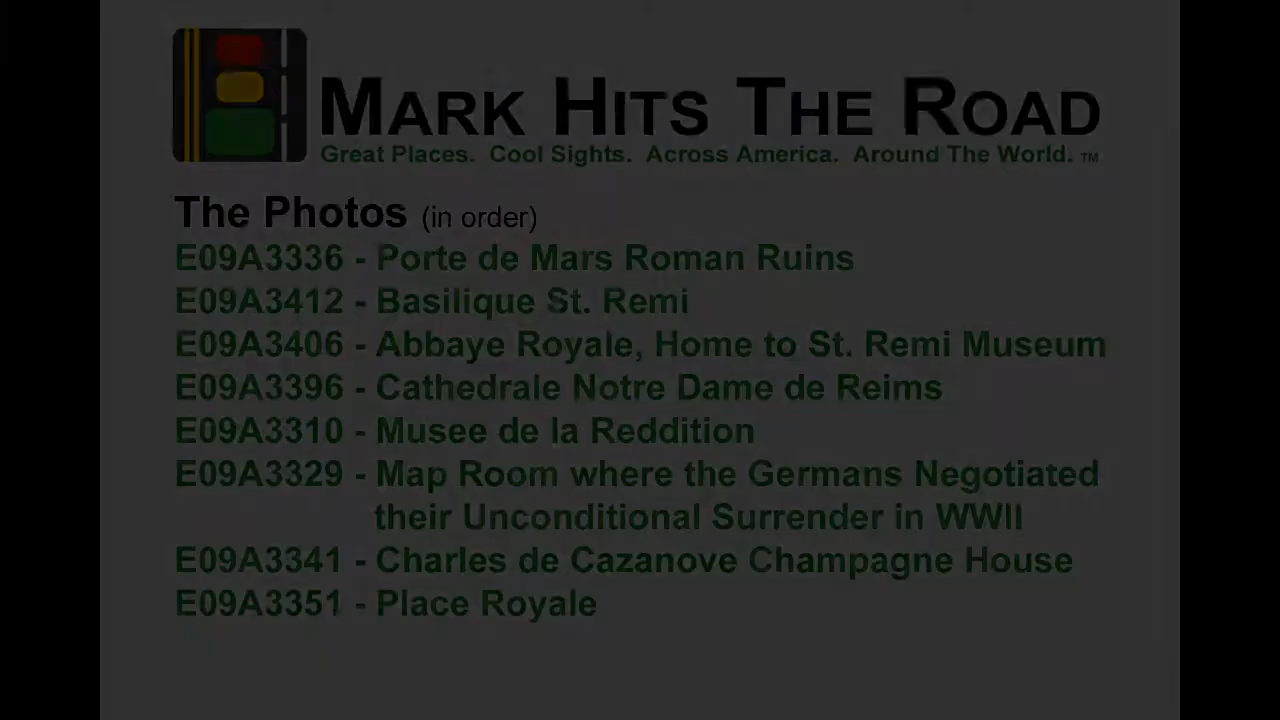 MARK HITS THE ROAD
Great Places. Cool Sights. Across America. Around The World. TM
The Photos (in order)
E09A3336 - Porte de Mars Roman Ruins
E09A3412 - Basilique St. Remi
E09A3406 - Abbaye Royale, Home to St. Remi Museum
E09A3396 - Cathedrale Notre Dame de Reims
E09A3310 - Musee de la Reddition
E09A3329 - Map Room where the Germans Negotiated
their Unconditional Surrender in WWII
E09A3341 - Charles de Cazanove Champagne House
E09A3351 - Place Royale